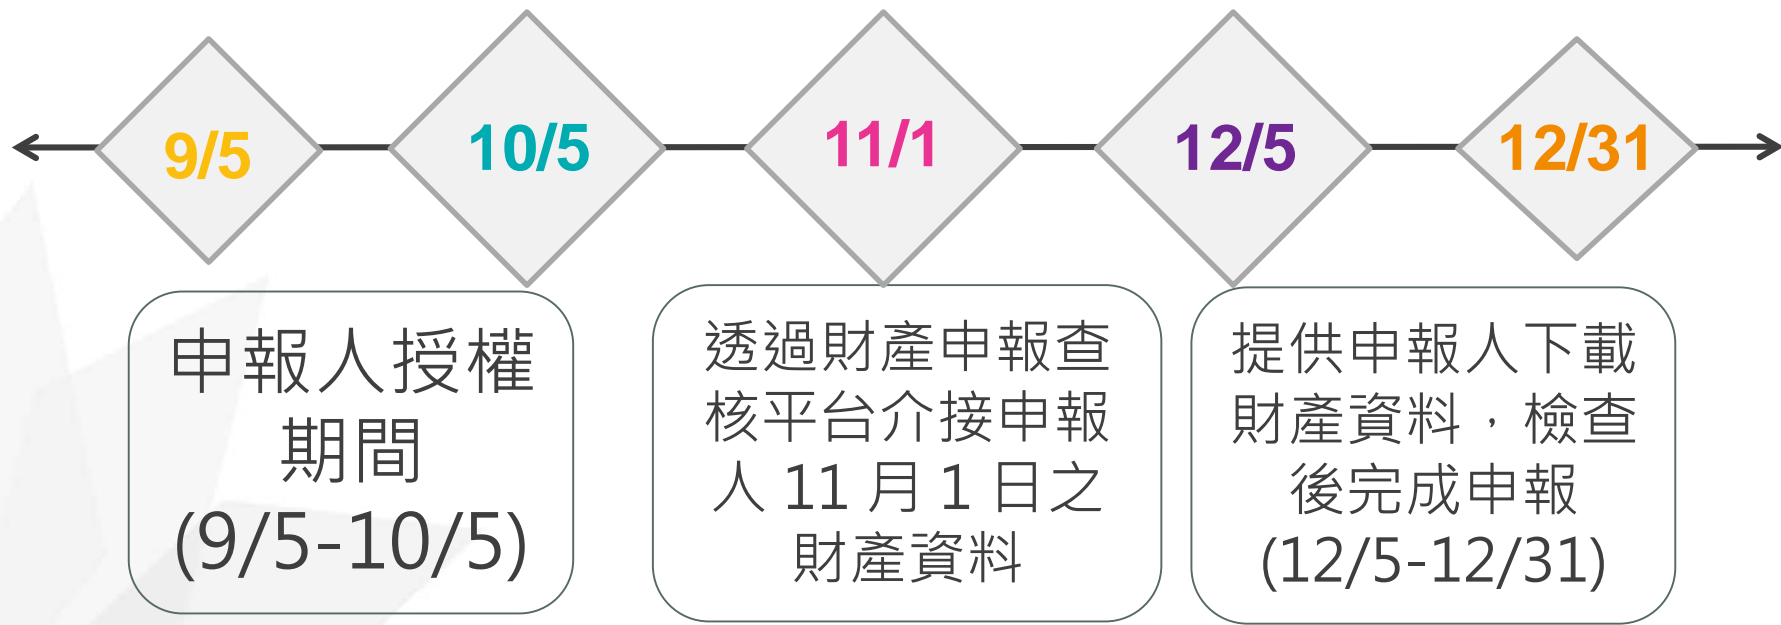 9/5
10/5
11/1
12/5
12/31
申報人授權
期間
(9/5-10/5)
透過財產申報查
核平台介接申報
人 11 月 1 日之
財產資料
提供申報人下載
財產資料，檢查
後完成申報
(12/5-12/31)